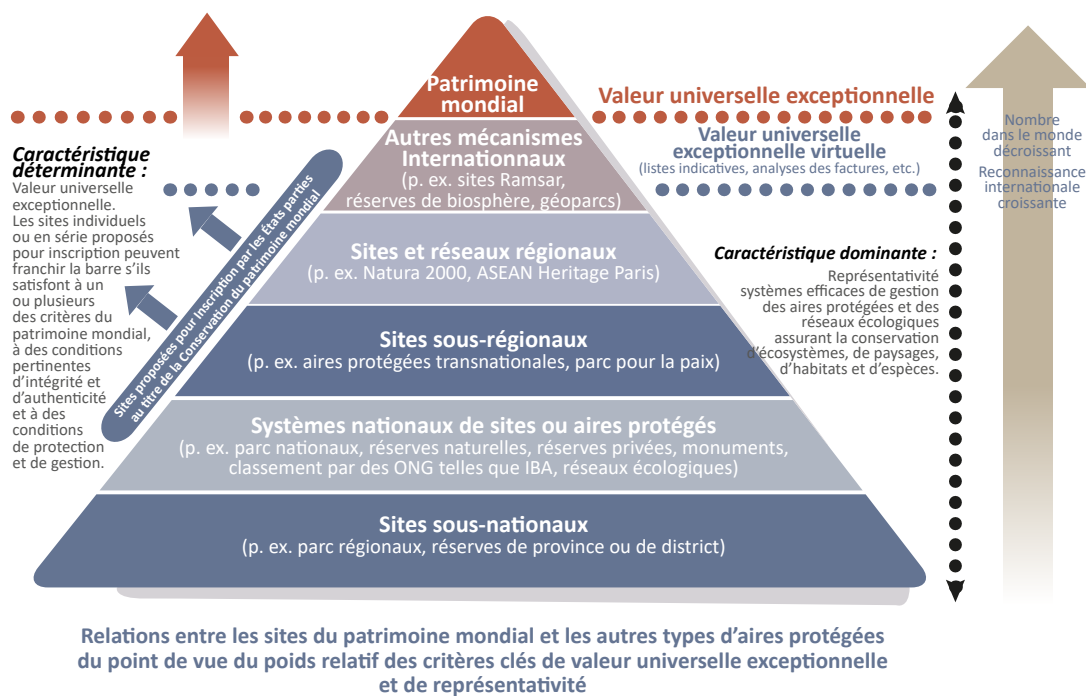 Patrimoine
mondial
Valeur universelle exceptionnelle
Autres mécanismes
Internationnaux
(p. ex. sites Ramsar,
réserves de biosphère, géoparcs)
Valeur universelle
exceptionnelle virtuelle
(listes indicatives, analyses des factures, etc.)
Nombre
dans le monde
décroissant
Reconnaissance
internationale
croissante
Caractéristique
déterminante :
Valeur universelle
exceptionnelle.
Les sites individuels
ou en série proposés
pour inscription peuvent
franchir la barre s’ils
satisfont à un
ou plusieurs
des critères du
patrimoine mondial,
à des conditions
pertinentes
d’intégrité et
d’authenticité
et à des
conditions
de protection
et de gestion.
Sites proposées pour Inscription par les États parties
au titre de la Conservation du patrimoine mondial
Sites et réseaux régionaux
(p. ex. Natura 2000, ASEAN Heritage Paris)
Caractéristique dominante :
Représentativité
systèmes efficaces de gestion
des aires protégées et des
réseaux écologiques
assurant la conservation
d’écosystèmes, de paysages,
d’habitats et d’espèces.
Sites sous-régionaux
(p. ex. aires protégées transnationales, parc pour la paix)
Systèmes nationaux de sites ou aires protégés
(p. ex. parc nationaux, réserves naturelles, réserves privées, monuments,
classement par des ONG telles que IBA, réseaux écologiques)
Sites sous-nationaux
(p. ex. parc régionaux, réserves de province ou de district)
Relations entre les sites du patrimoine mondial et les autres types d’aires protégées
du point de vue du poids relatif des critères clés de valeur universelle exceptionnelle
et de représentativité